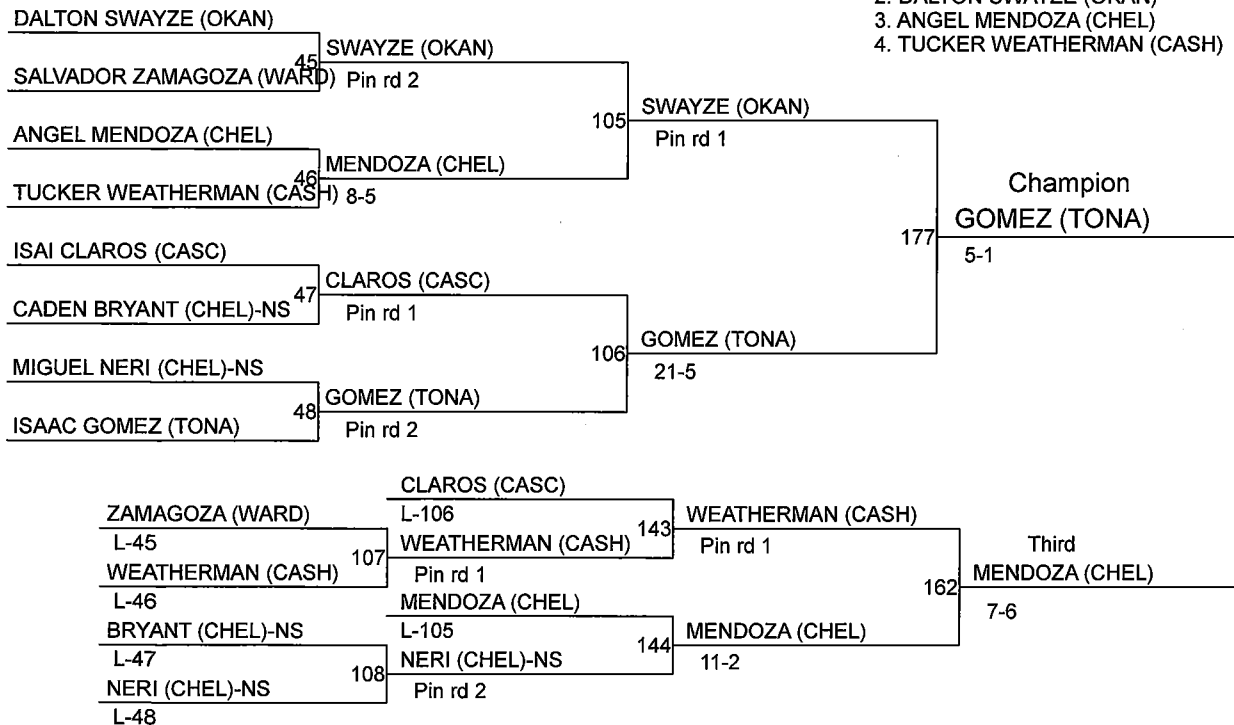 2. DALTON SWAYZE (OKAN)
3. ANGEL MENDOZA (CHEL)
4. TUCKER WEATHERMAN (CASH)
DALTON SWAYZE (OKAN)
45
SWAYZE (OKAN)
SALVADOR ZAMAGOZA (WARD)
Pin rd 2
105
SWAYZE (OKAN)
Pin rd 1
ANGEL MENDOZA (CHEL)
46
MENDOZA (CHEL)
TUCKER WEATHERMAN (CASH)
8-5
177
Champion
GOMEZ (TONA)
5-1
ISAI CLAROS (CASC)
47
CLAROS (CASC)
CADEN BRYANT (CHEL)-NS
Pin rd 1
106
GOMEZ (TONA)
21-5
MIGUEL NERI (CHEL)-NS
48
GOMEZ (TONA)
ISAAC GOMEZ (TONA)
Pin rd 2
CLAROS (CASC)
L-106
ZAMAGOZA (WARD)
L-45
107
WEATHERMAN (CASH)
Pin rd 1
WEATHERMAN (CASH)
L-46
143
WEATHERMAN (CASH)
Pin rd 1
162
Third
MENDOZA (CHEL)
7-6
MENDOZA (CHEL)
L-105
BRYANT (CHEL)-NS
L-47
108
NERI (CHEL)-NS
Pin rd 2
NERI (CHEL)-NS
L-48
144
MENDOZA (CHEL)
11-2